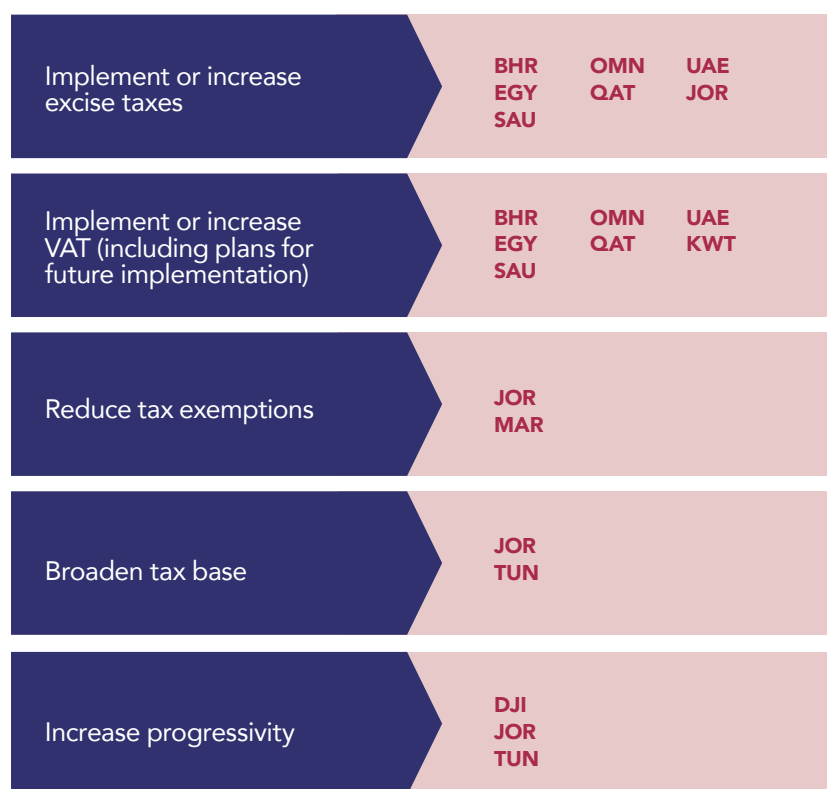 Implement or increase
excise taxes
BHR OMN UAE
EGY QAT JOR
SAU
Implement or increase
VAT (including plans for
future implementation)
BHR OMN UAE
EGY QAT KWT
SAU
Reduce tax exemptions
JOR
MAR
Broaden tax base
JOR
TUN
Increase progressivity
DJI
JOR
TUN